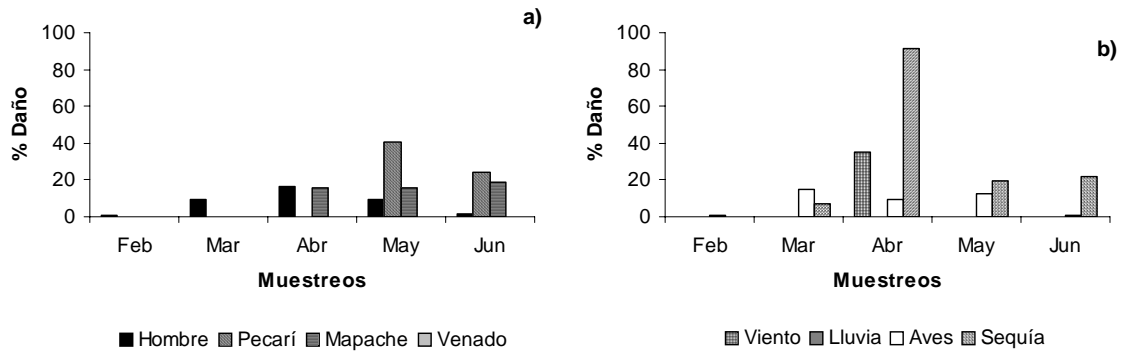 a)
% Daño
100
80
60
40
20
0
Feb Mar Abr May Jun
Muestreos
Hombre Pecarí Mapache Venado
b)
% Daño
100
80
60
40
20
0
Feb Mar Abr May Jun
Muestreos
Viento Lluvia Aves Sequía